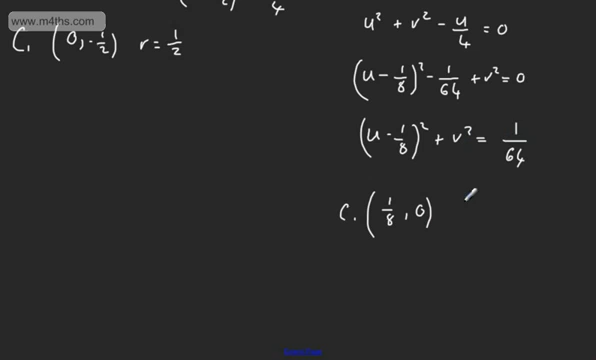 www.m4ths.com
C. (0, -1/2) r = 1/2
u² + v² - u/4 = 0
(u - 1/8)² - 1/64 + v² = 0
(u - 1/8)² + v² = 1/64
C. (1/8, 0)